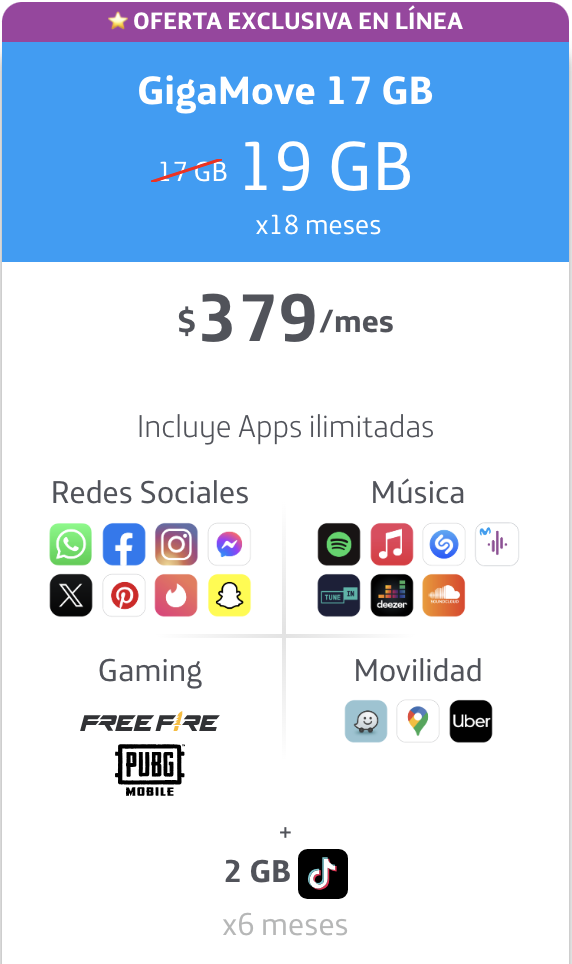 ⭐ OFERTA EXCLUSIVA EN LÍNEA
GigaMove 17 GB
17 GB 19 GB
x18 meses
$379/mes
Incluye Apps ilimitadas
Redes Sociales
Música
TUNE IN
deezer
SOUNDCLOUD
Gaming
FREE FIRE
PUBG
MOBILE
Movilidad
Uber
+
2 GB
x6 meses